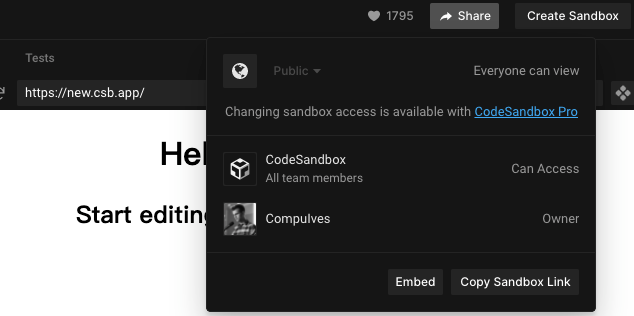 1795
Share
Create Sandbox
Tests
https://new.csb.app/
Public
Everyone can view
Changing sandbox access is available with CodeSandbox Pro
CodeSandbox
All team members
Can Access
Compulves
Owner
Embed
Copy Sandbox Link
Start editing